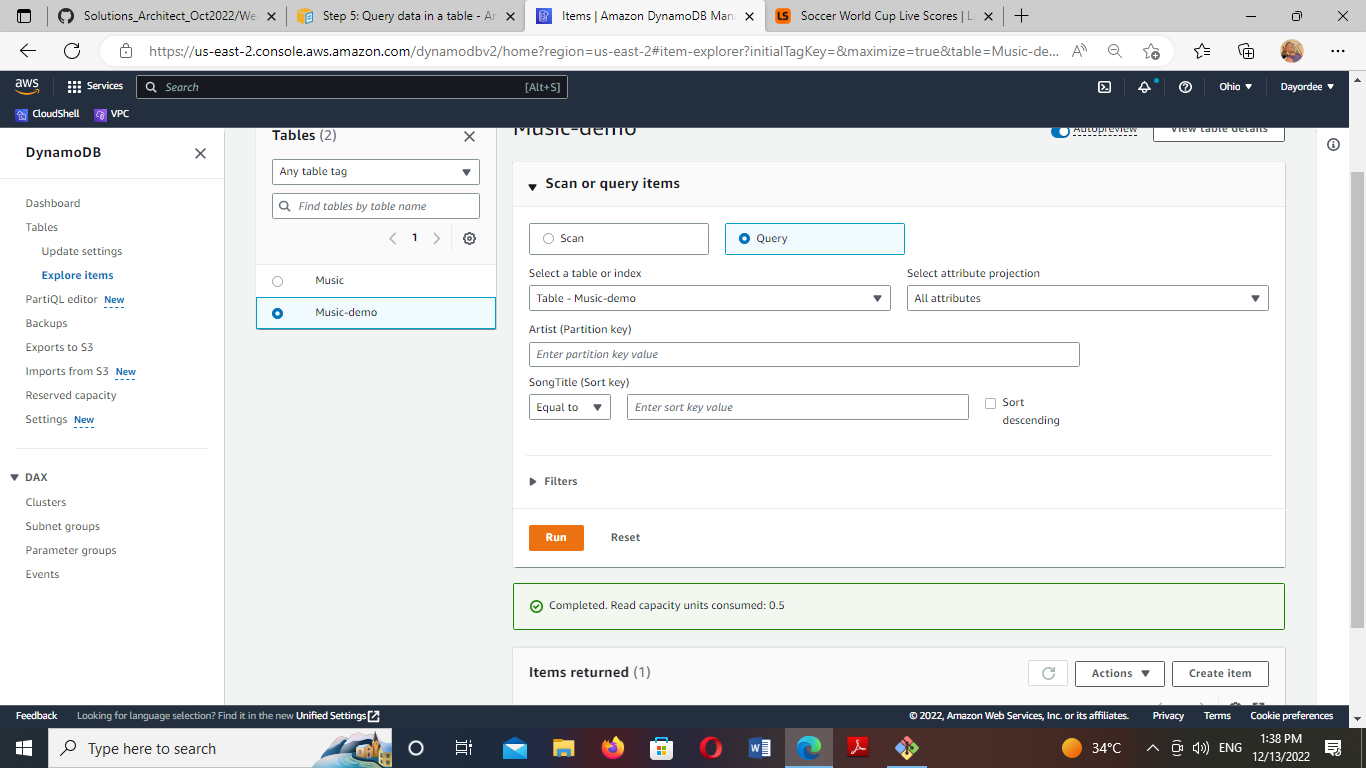 Solutions_Architect_Oct2022/We
Step 5: Query data in a table - Am
Items | Amazon DynamoDB Man
LS Soccer World Cup Live Scores | L
https://us-east-2.console.aws.amazon.com/dynamodbv2/home?region=us-east-2#item-explorer?initialTagKey=&maximize=true&table=Music-de...
aws Services Search [Alt+S] Ohio Dayordee
CloudShell VPC
DynamoDB
Dashboard
Tables
Update settings
Explore items
PartiQL editor New
Backups
Exports to S3
Imports from S3 New
Reserved capacity
Settings New
DAX
Clusters
Subnet groups
Parameter groups
Events
Tables (2)
Any table tag
Find tables by table name
1
Music
Music-demo
Music-demo
Autopreview View table details
Scan or query items
Scan Query
Select a table or index
Table - Music-demo
Select attribute projection
All attributes
Artist (Partition key)
Enter partition key value
SongTitle (Sort key)
Equal to Enter sort key value
Sort
descending
Filters
Run Reset
Completed. Read capacity units consumed: 0.5
Items returned (1) Actions Create item
Feedback Looking for language selection? Find it in the new Unified Settings © 2022, Amazon Web Services, Inc. or its affiliates. Privacy Terms Cookie preferences
Type here to search
34°C ENG
1:38 PM
12/13/2022